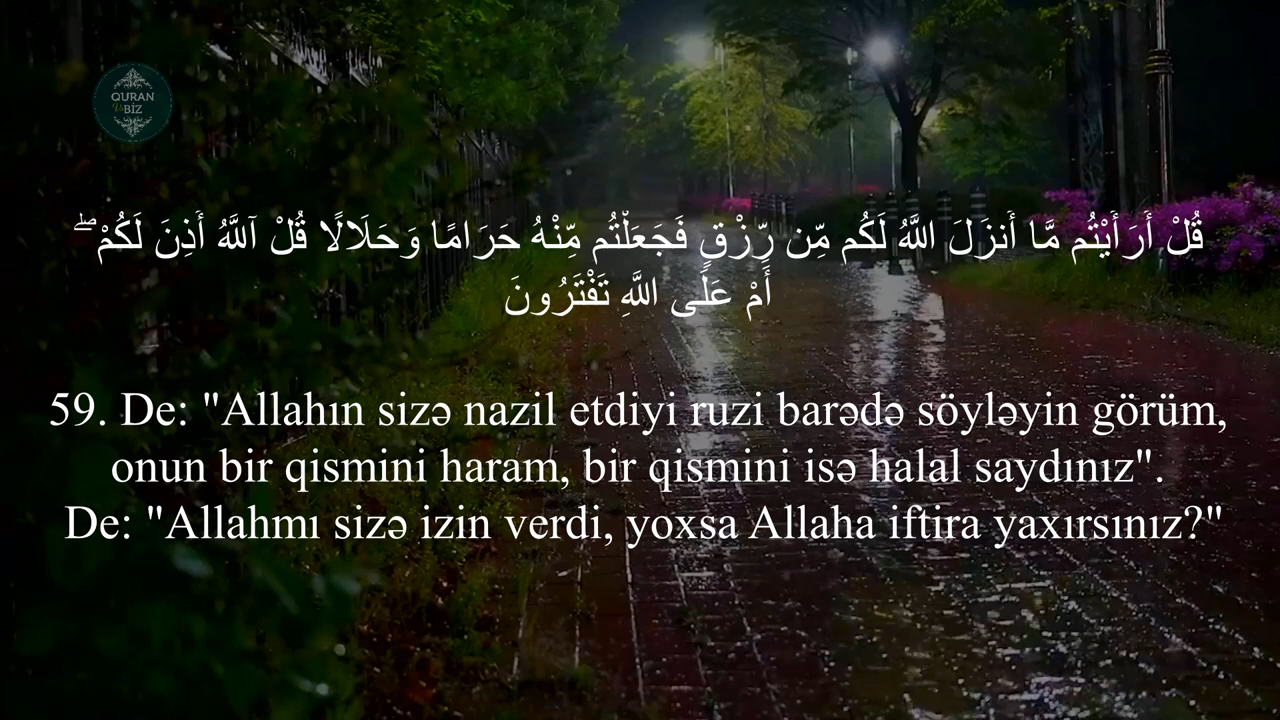 QURAN
Və
BİZ
قُلْ أَرَأَيْتُم مَّا أَنزَلَ اللَّهُ لَكُم مِّن رِّزْقٍ فَجَعَلْتُم مِّنْهُ حَرَامًا وَحَلَالًا قُلْ آللَّهُ أَذِنَ لَكُمْ ۖ
أَمْ عَلَى اللَّهِ تَفْتَرُونَ
59. De: "Allahın sizə nazil etdiyi ruzi barədə söyləyin görüm,
onun bir qismini haram, bir qismini isə halal saydınız".
De: "Allahmı sizə izin verdi, yoxsa Allaha iftira yaxırsınız?"